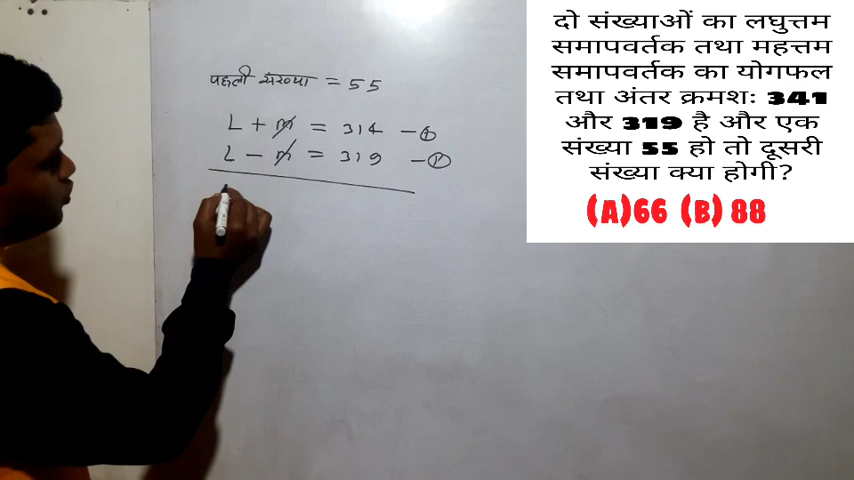 पहली संख्या = 55
L + m = 314 - ①
L - m = 319 - ②
दो संख्याओं का लघुत्तम
समापवर्तक तथा महत्तम
समापवर्तक का योगफल
तथा अंतर क्रमशः 341
और 319 है और एक
संख्या 55 हो तो दूसरी
संख्या क्या होगी?
(A)66 (B) 88